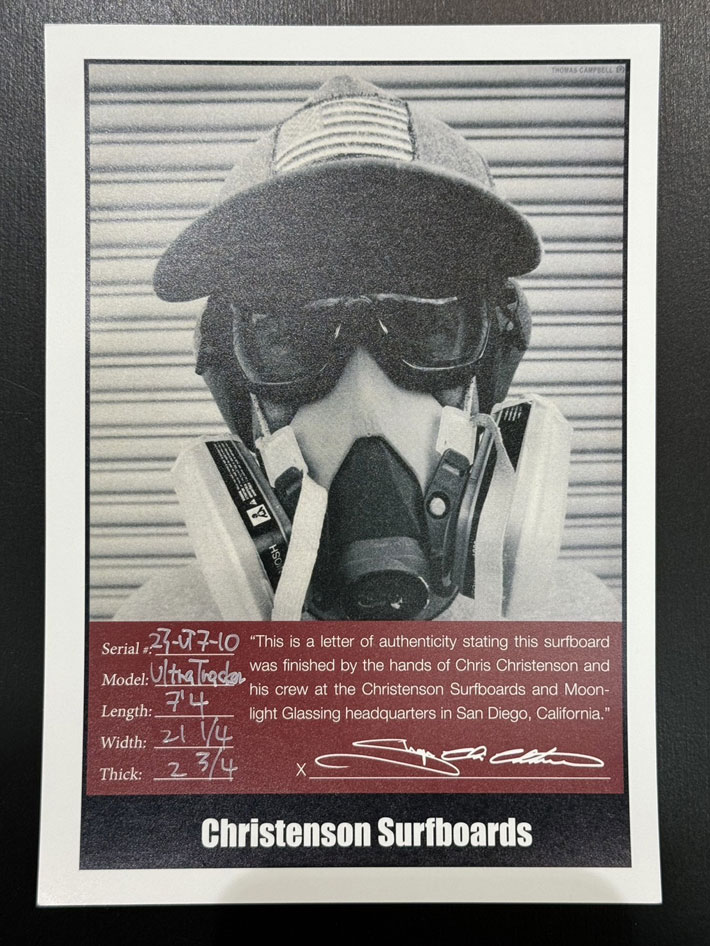 THOMAS CAMPBELL
Serial #: 23-UT7-10
Model: UltraTracker
Length: 7'4
Width: 21 1/4
Thick: 2 3/4
“This is a letter of authenticity stating this surfboard
was finished by the hands of Chris Christenson and
his crew at the Christenson Surfboards and Moon-
light Glassing headquarters in San Diego, California.”
X
Christenson Surfboards